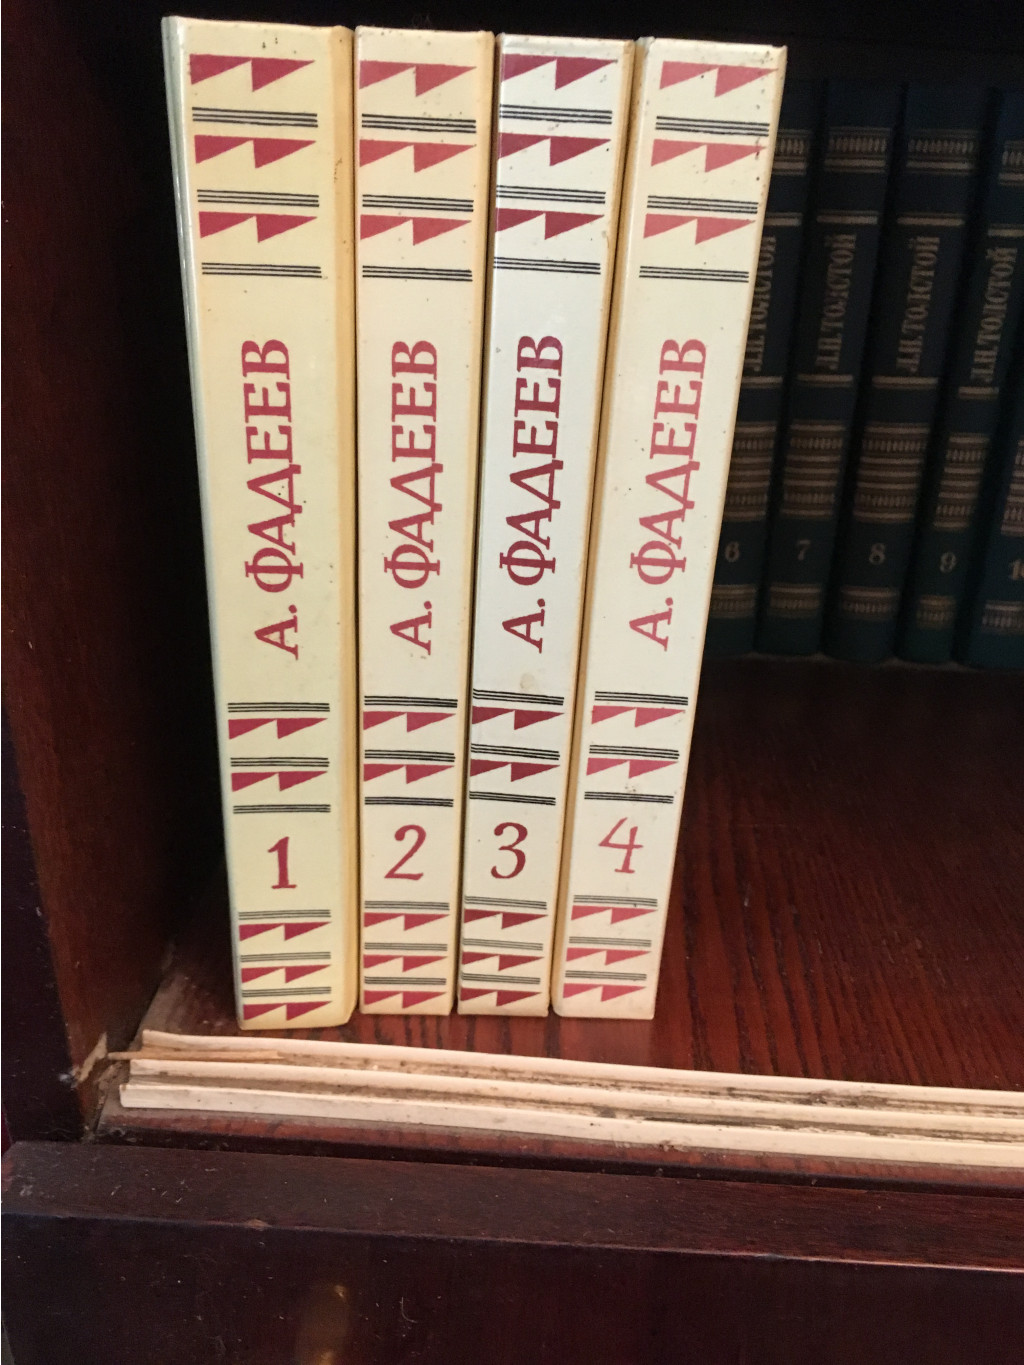 А. ФАДЕЕВ
1
А. ФАДЕЕВ
2
А. ФАДЕЕВ
3
А. ФАДЕЕВ
4
Л.Н. ТОЛСТОЙ
6
Л.Н. ТОЛСТОЙ
7
Л.Н. ТОЛСТОЙ
8
Л.Н. ТОЛСТОЙ
9